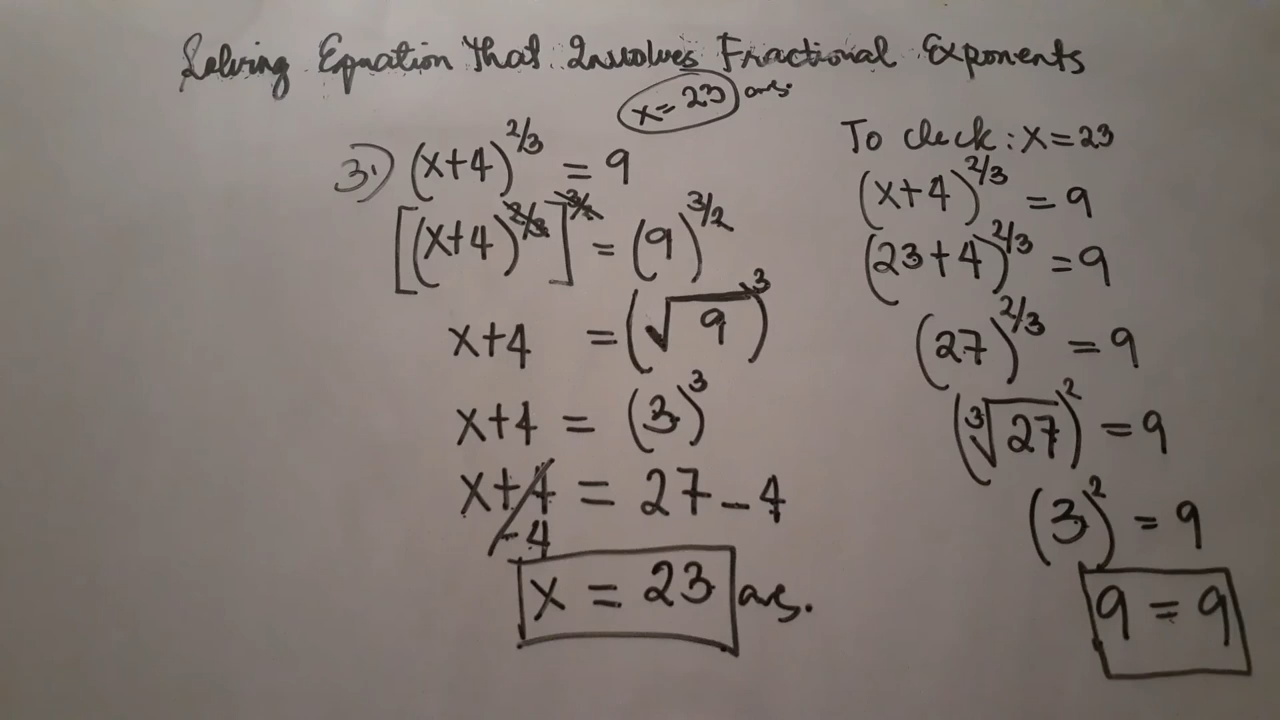 Solving Equation That Involves Fractional Exponents
x = 23 ans.
3.) (x+4)^2/3 = 9
[(x+4)^2/3]^3/2 = (9)^3/2
x+4 = (√9)^3
x+4 = (3)^3
x+4 = 27 - 4
-4
x = 23 ans.
To check: x = 23
(x+4)^2/3 = 9
(23+4)^2/3 = 9
(27)^2/3 = 9
(∛27)^2 = 9
(3)^2 = 9
9 = 9